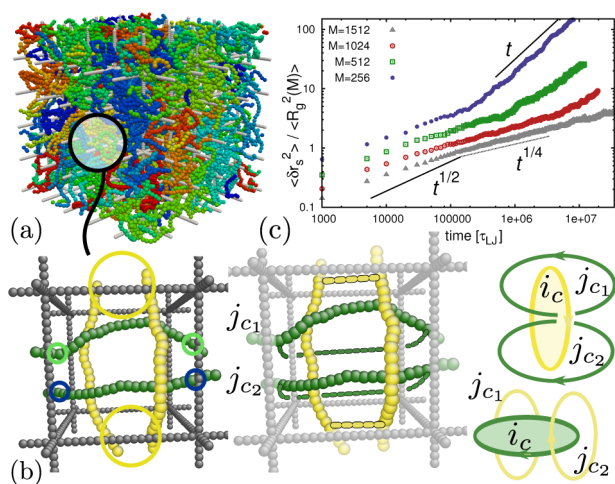 (a)
(c)
<δr_s^2> / <R_g^2(M)>
100
10
1
0.1
M=1512
M=1024
M=512
M=256
t
t^{1/2}
t^{1/4}
1000
10000
100000
1e+06
1e+07
time [τ_{LJ}]
(b)
j_{c_1}
j_{c_2}
i_c
j_{c_1}
j_{c_2}
j_{c_1}
i_c
j_{c_2}